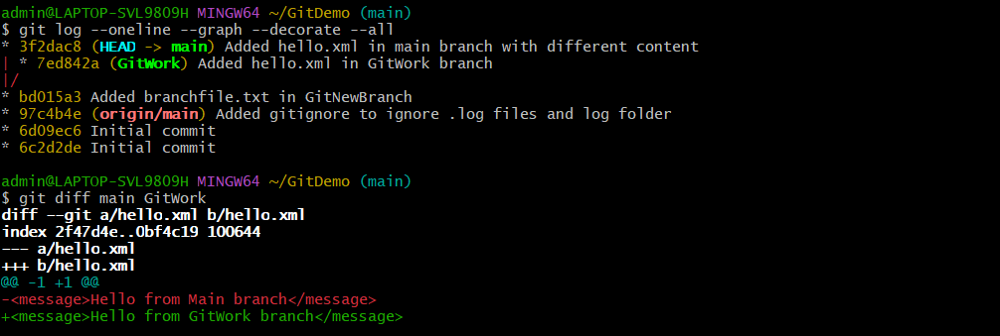 admin@LAPTOP-SVL9809H MINGW64 ~/GitDemo (main)
$ git log --oneline --graph --decorate --all
* 3f2dac8 (HEAD -> main) Added hello.xml in main branch with different content
| * 7ed842a (GitWork) Added hello.xml in GitWork branch
|/
* bd015a3 Added branchfile.txt in GitNewBranch
* 97c4b4e (origin/main) Added gitignore to ignore .log files and log folder
* 6d09ec6 Initial commit
* 6c2d2de Initial commit
admin@LAPTOP-SVL9809H MINGW64 ~/GitDemo (main)
$ git diff main GitWork
diff --git a/hello.xml b/hello.xml
index 2f47d4e..0bf4c19 100644
--- a/hello.xml
+++ b/hello.xml
@@ -1 +1 @@
-<message>Hello from Main branch</message>
+<message>Hello from GitWork branch</message>